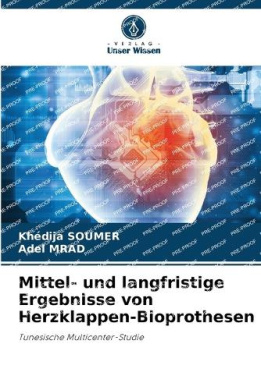 - VERLAG -
Unser Wissen
Khedija SOUMER
Adel MRAD
Mittel- und langfristige
Ergebnisse von
Herzklappen-Bioprothesen
Tunesische Multicenter-Studie